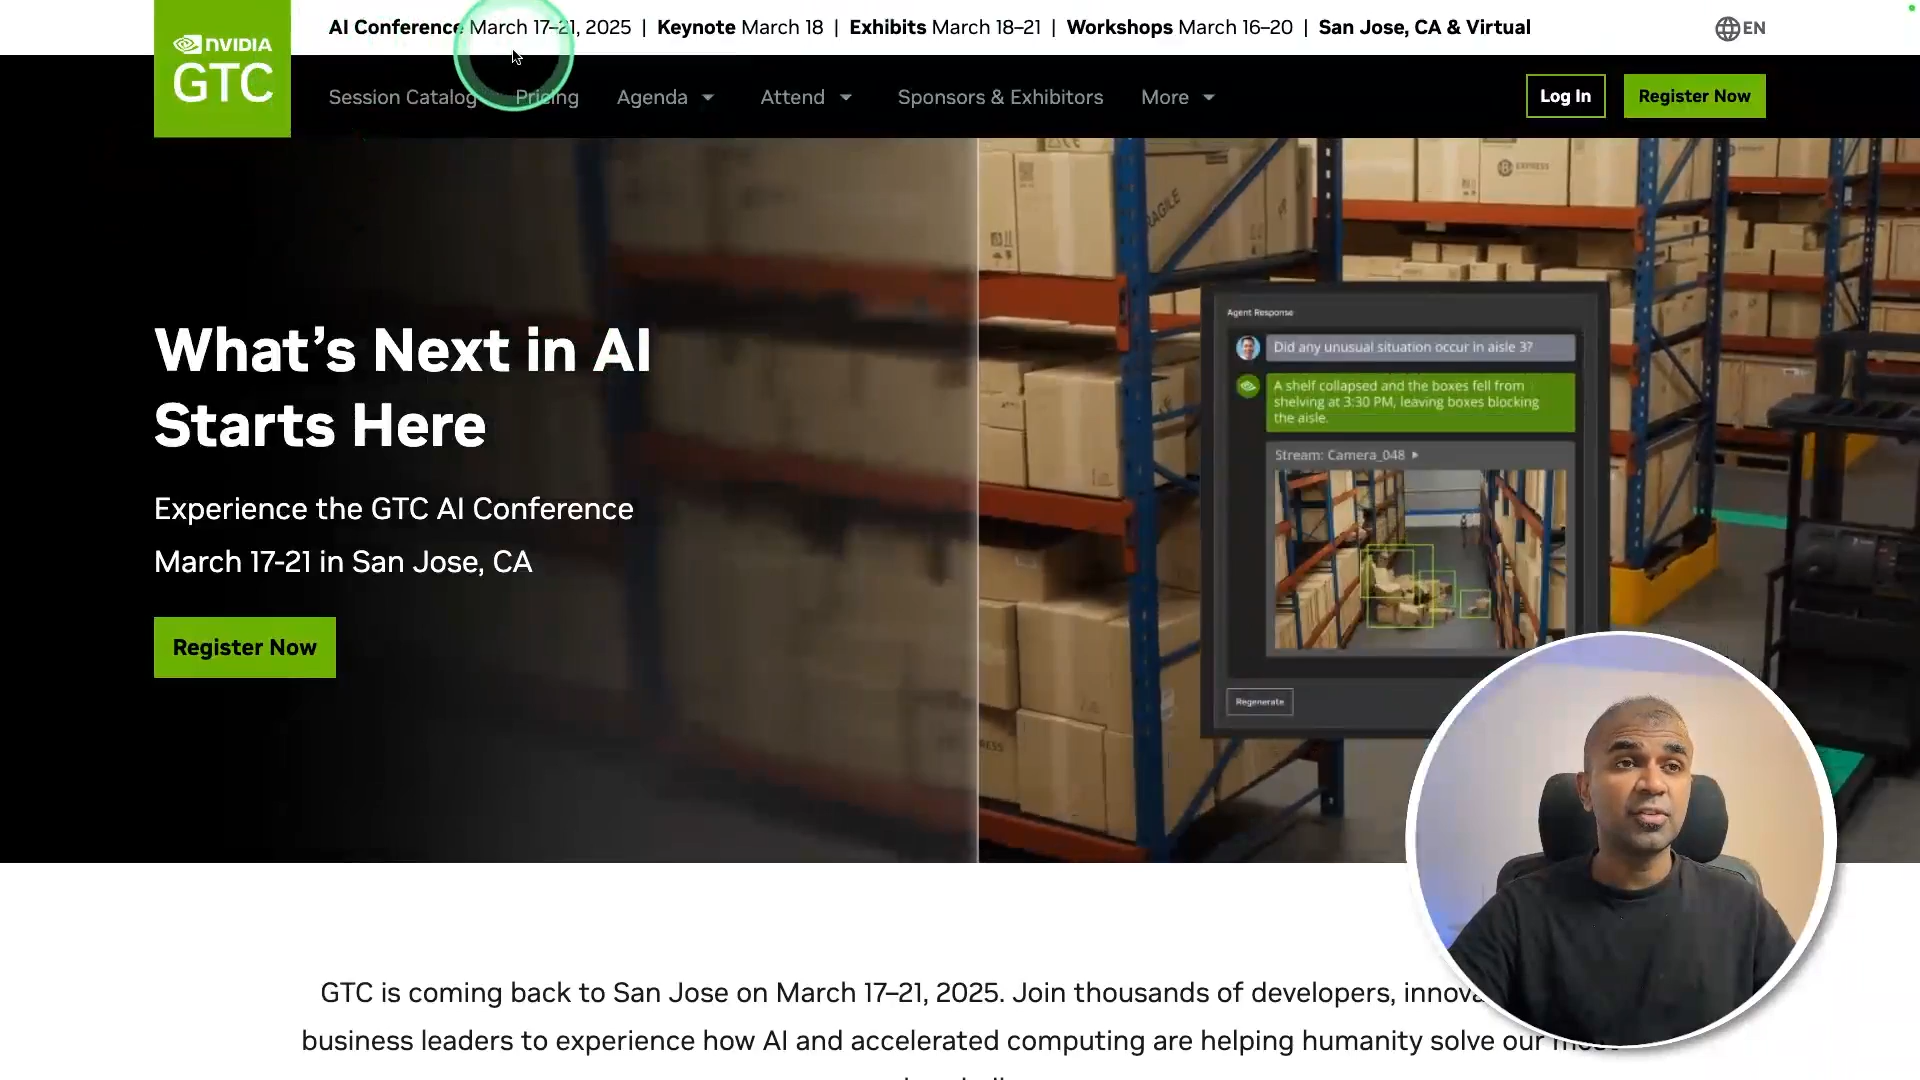 AI Conference March 17–21, 2025 | Keynote March 18 | Exhibits March 18–21 | Workshops March 16–20 | San Jose, CA & Virtual
EN
NVIDIA
GTC
Session Catalog
Pricing
Agenda
Attend
Sponsors & Exhibitors
More
Log In
Register Now
EXPRESS
FRAGILE
What's Next in AI
Starts Here
Experience the GTC AI Conference
March 17-21 in San Jose, CA
Register Now
Agent Response
Did any unusual situation occur in aisle 3?
A shelf collapsed and the boxes fell from
shelving at 3:30 PM, leaving boxes blocking
the aisle.
Stream: Camera_048
Regenerate
GTC is coming back to San Jose on March 17–21, 2025. Join thousands of developers,
business leaders to experience how AI and accelerated computing are helping humanity solve our